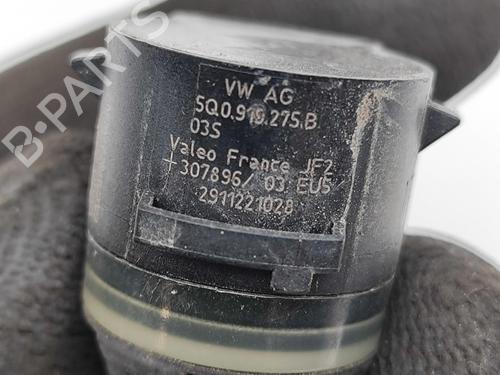 VW AG
5Q0.919.275.B
03S
Valeo France JF2
+307896/ 03 EU5
2911221028
B-PARTS